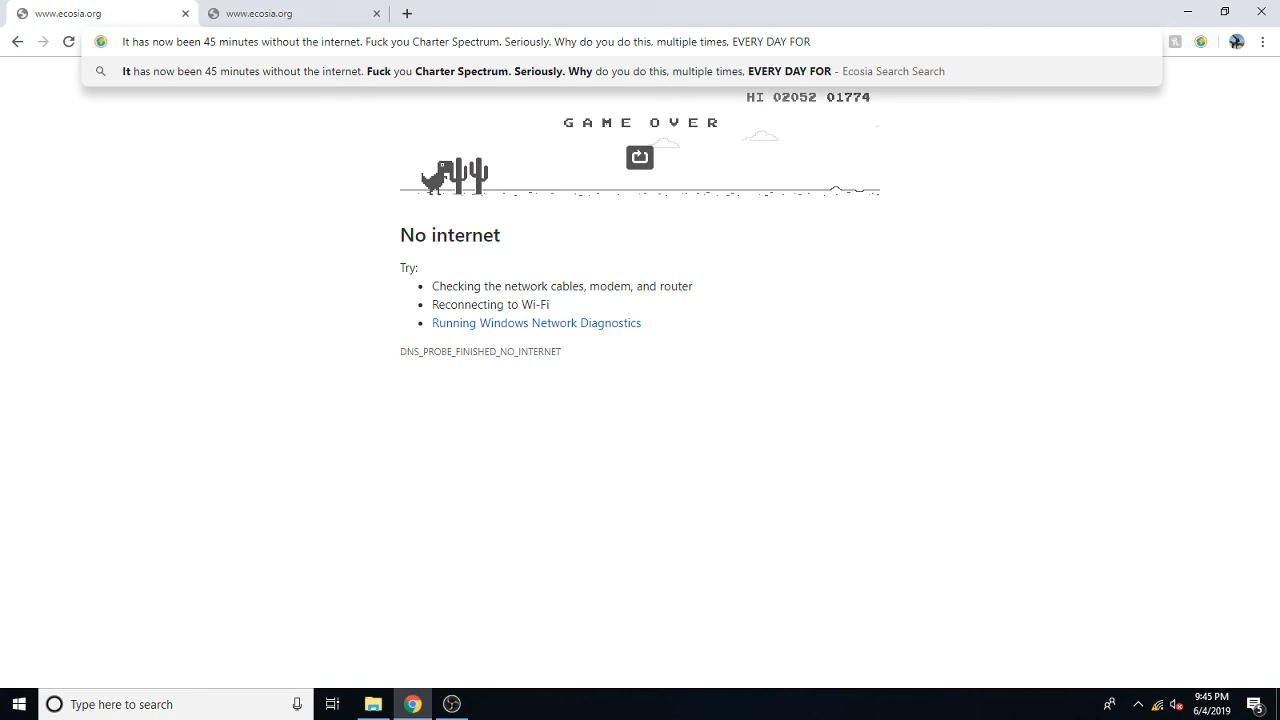 www.ecosia.org
www.ecosia.org
It has now been 45 minutes without the internet. Fuck you Charter Spectrum. Seriously. Why do you do this, multiple times, EVERY DAY FOR
It has now been 45 minutes without the internet. Fuck you Charter Spectrum. Seriously. Why do you do this, multiple times, EVERY DAY FOR - Ecosia Search Search
HI 02052 01774
GAME OVER
No internet
Try:
• Checking the network cables, modem, and router
• Reconnecting to Wi-Fi
• Running Windows Network Diagnostics
DNS_PROBE_FINISHED_NO_INTERNET
Type here to search
9:45 PM
6/4/2019
5